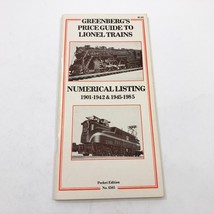 GREENBERG'S
PRICE GUIDE TO
LIONEL TRAINS
NUMERICAL LISTING
1901-1942 & 1945-1985
Pocket Edition